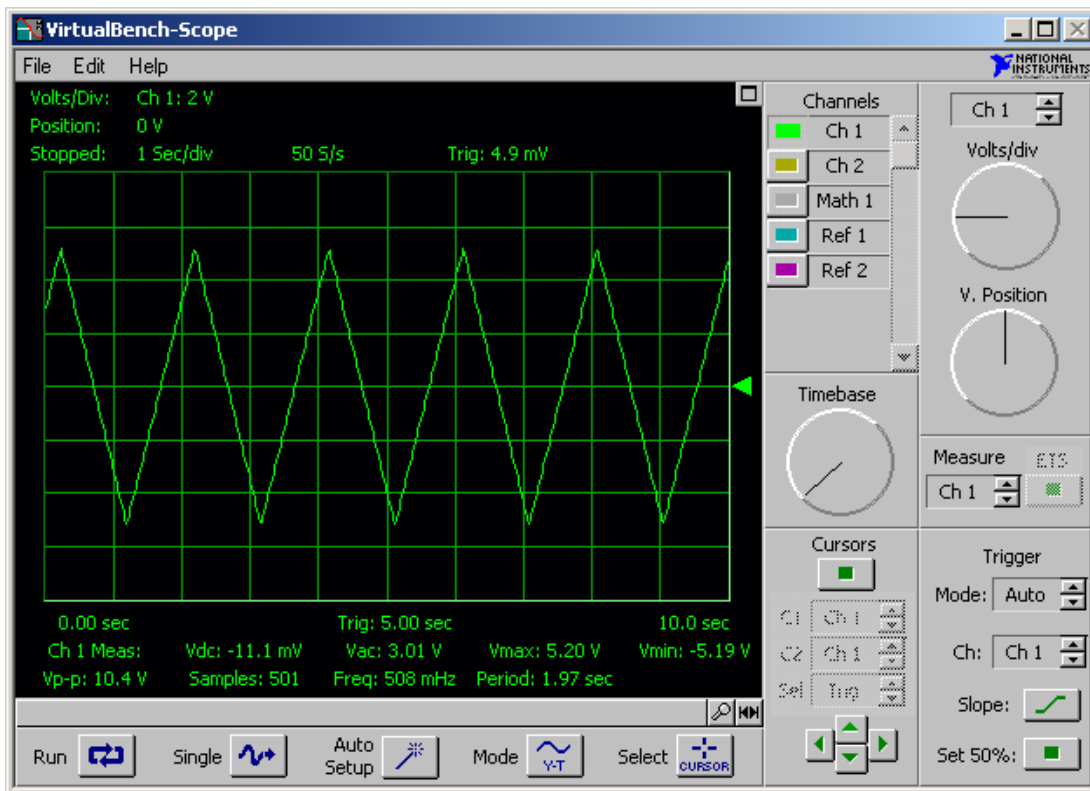 VirtualBench-Scope
File Edit Help
NATIONAL
INSTRUMENTS
Volts/Div: Ch 1: 2 V
Position: 0 V
Stopped: 1 Sec/div 50 S/s Trig: 4.9 mV
0.00 sec Trig: 5.00 sec 10.0 sec
Ch 1 Meas: Vdc: -11.1 mV Vac: 3.01 V Vmax: 5.20 V Vmin: -5.19 V
Vp-p: 10.4 V Samples: 501 Freq: 508 mHz Period: 1.97 sec
Run Single Auto Setup Mode Y-T Select CURSOR
Channels
Ch 1
Ch 2
Math 1
Ref 1
Ref 2
Timebase
Cursors
C1 Ch 1
C2 Ch 1
Sel
Ch 1
Volts/div
V. Position
Measure ETS
Ch 1
Trigger
Mode: Auto
Ch: Ch 1
Slope:
Set 50%: